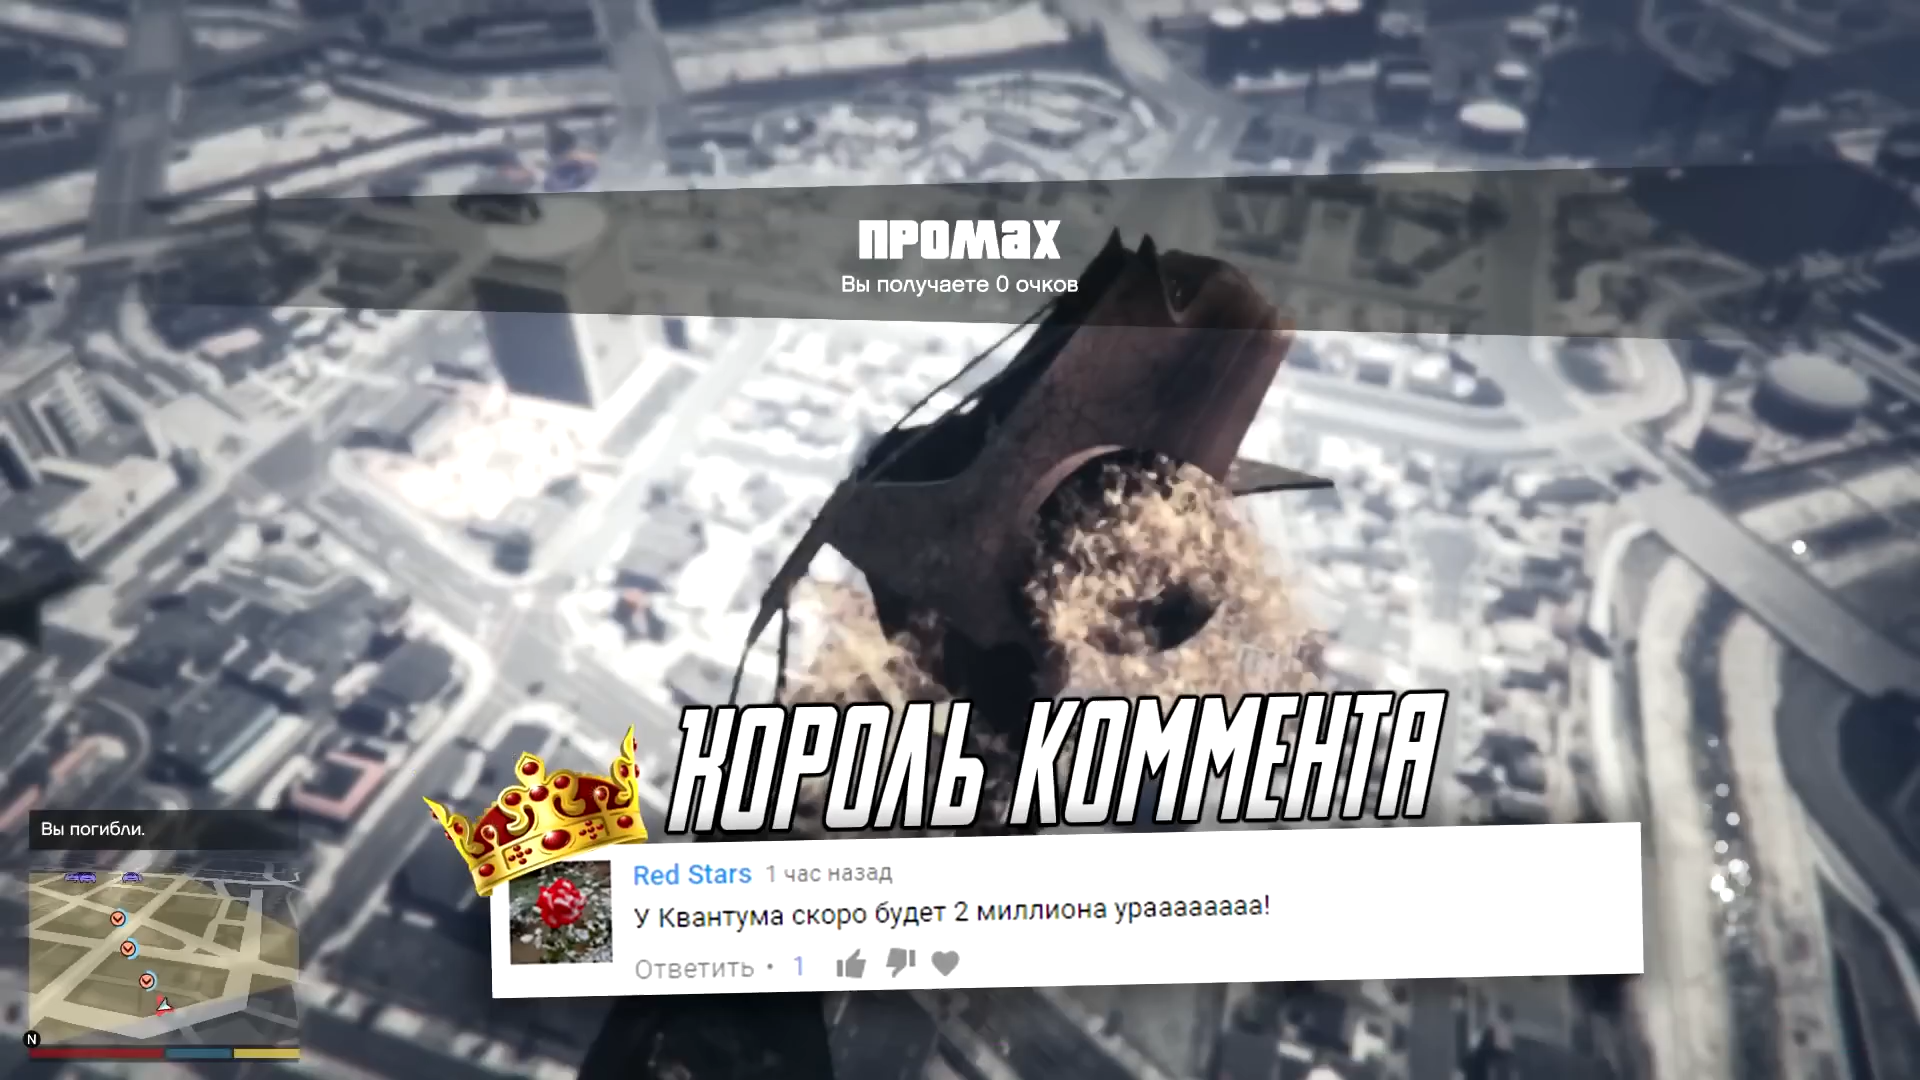 ПРОМАХ
Вы получаете 0 очков
КОРОЛЬ КОММЕНТА
Вы погибли.
Red Stars 1 час назад
У Квантума скоро будет 2 миллиона урааааааaа!
Ответить • 1
N